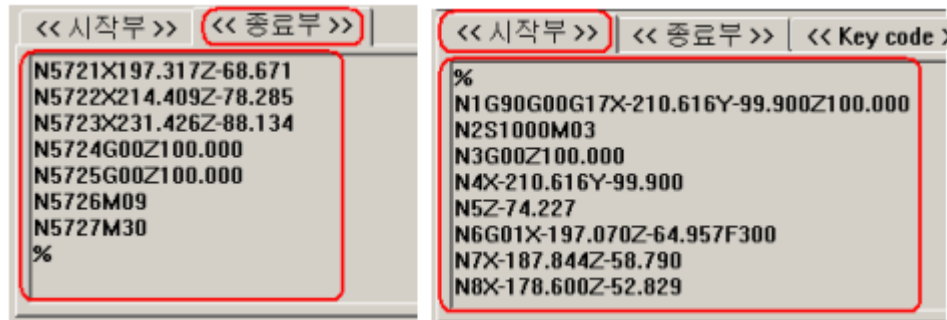 << 시작부 >> << 종료부 >>
N5721X197.317Z-68.671
N5722X214.409Z-78.285
N5723X231.426Z-88.134
N5724G00Z100.000
N5725G00Z100.000
N5726M09
N5727M30
%
<< 시작부 >> << 종료부 >> << Key code >
%
N1G90G00G17X-210.616Y-99.900Z100.000
N2S1000M03
N3G00Z100.000
N4X-210.616Y-99.900
N5Z-74.227
N6G01X-197.070Z-64.957F300
N7X-187.844Z-58.790
N8X-178.600Z-52.829